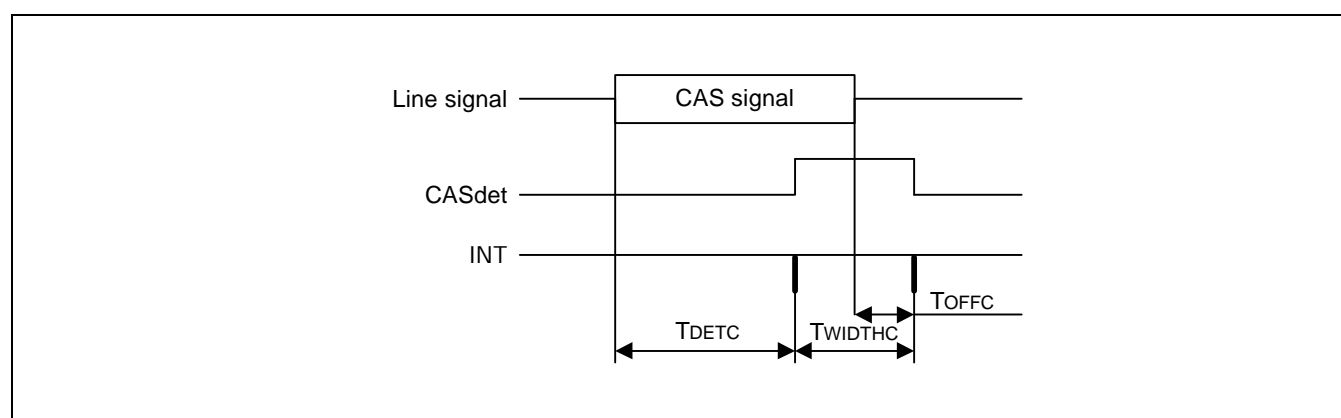 Line signal
CAS signal
CASdet
INT
TOFFC
TDETC
TWIDTHC